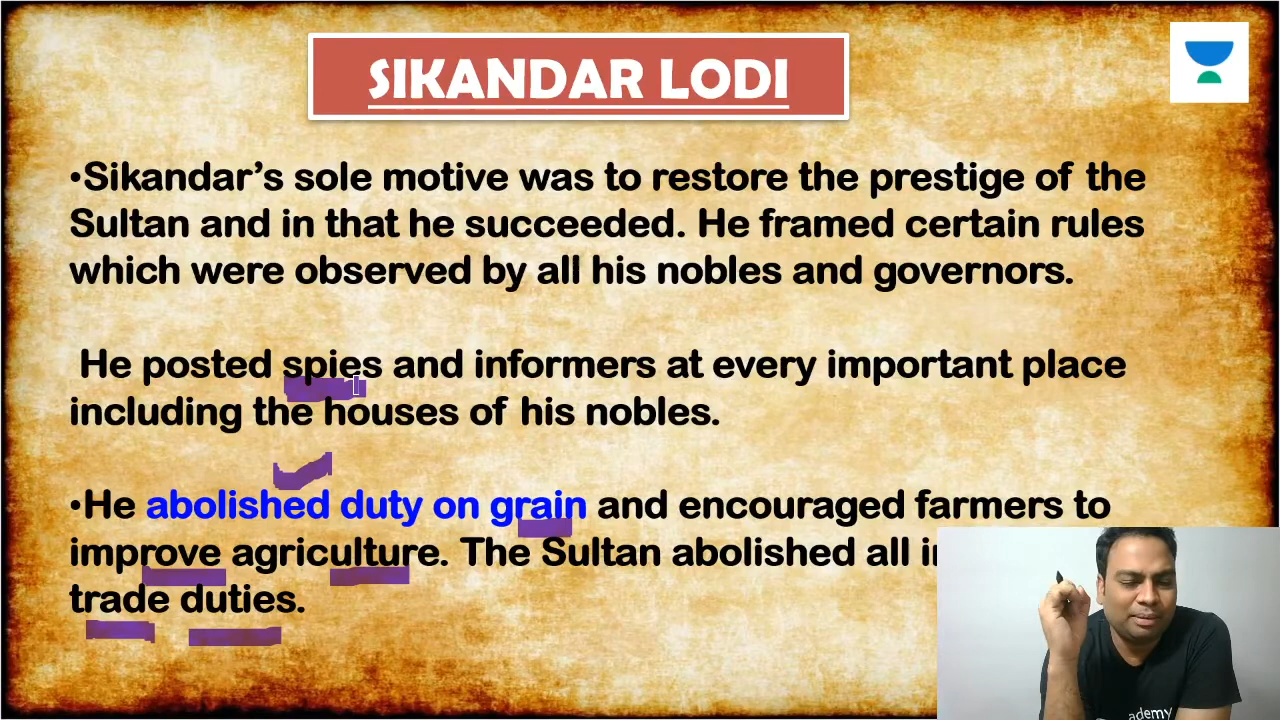 SIKANDAR LODI
•Sikandar’s sole motive was to restore the prestige of the
Sultan and in that he succeeded. He framed certain rules
which were observed by all his nobles and governors.
He posted spies and informers at every important place
including the houses of his nobles.
•He abolished duty on grain and encouraged farmers to
improve agriculture. The Sultan abolished all
trade duties.
ademy